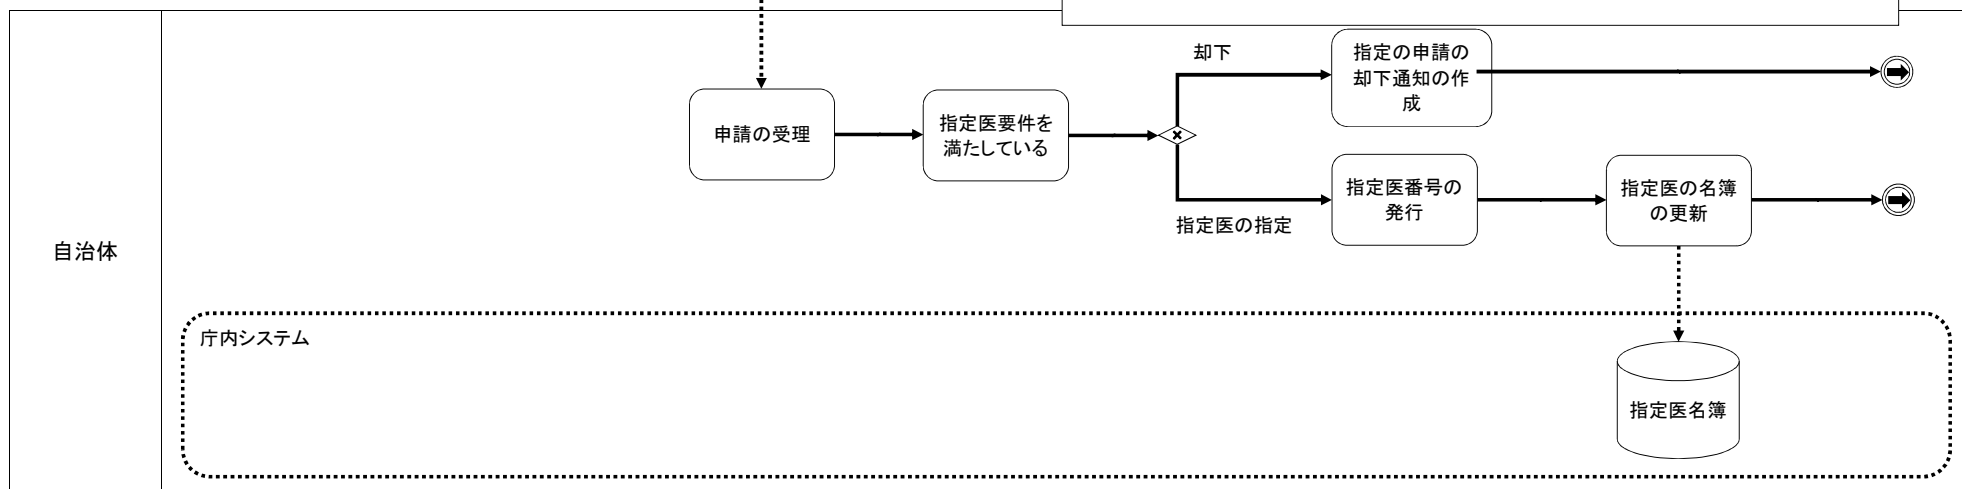 自治体
申請の受理
指定医要件を
満たしている
却下
指定の申請の
却下通知の作
成
指定医の指定
指定医番号の
発行
指定医の名簿
の更新
庁内システム
指定医名簿